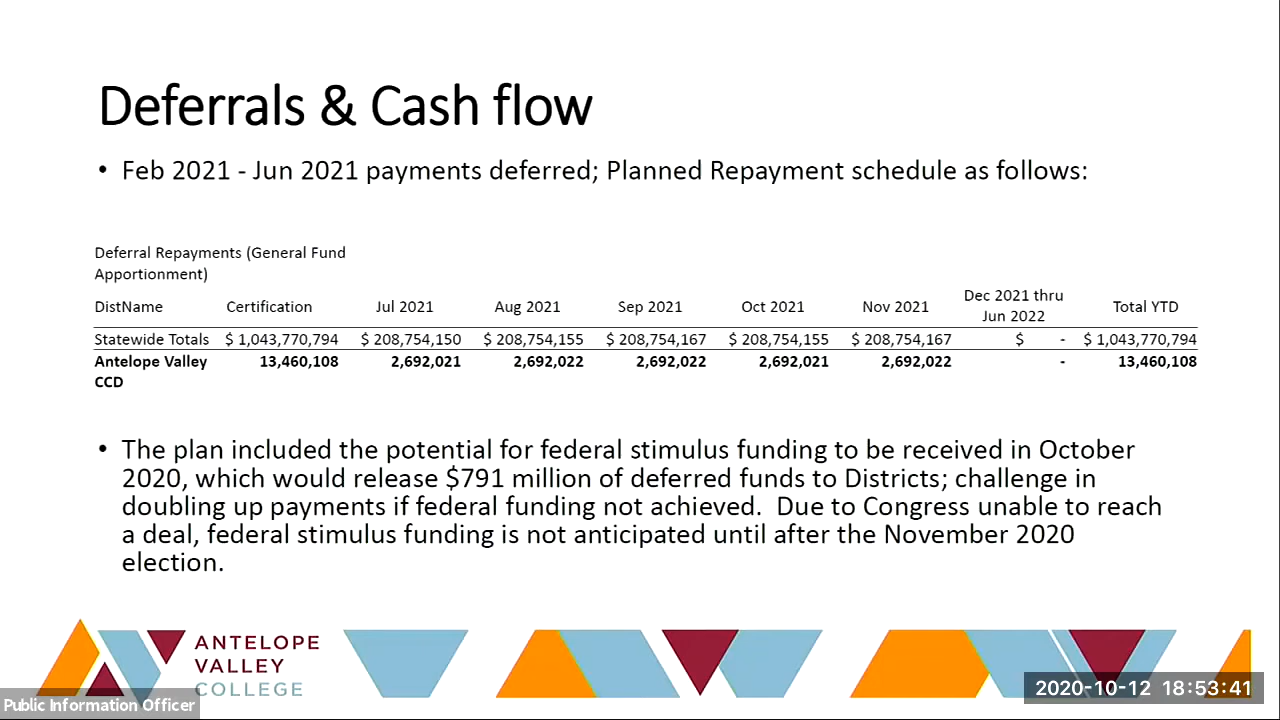 Deferrals & Cash flow
• Feb 2021 - Jun 2021 payments deferred; Planned Repayment schedule as follows:
Deferral Repayments (General Fund
Apportionment)
DistName Certification Jul 2021 Aug 2021 Sep 2021 Oct 2021 Nov 2021 Dec 2021 thru Jun 2022 Total YTD
Statewide Totals $ 1,043,770,794 $ 208,754,150 $ 208,754,155 $ 208,754,167 $ 208,754,155 $ 208,754,167 $ - $ 1,043,770,794
Antelope Valley 13,460,108 2,692,021 2,692,022 2,692,022 2,692,021 2,692,022 - 13,460,108
CCD
• The plan included the potential for federal stimulus funding to be received in October
2020, which would release $791 million of deferred funds to Districts; challenge in
doubling up payments if federal funding not achieved.  Due to Congress unable to reach
a deal, federal stimulus funding is not anticipated until after the November 2020
election.
ANTELOPE
VALLEY
COLLEGE
2020-10-12 18:53:41
Public Information Officer